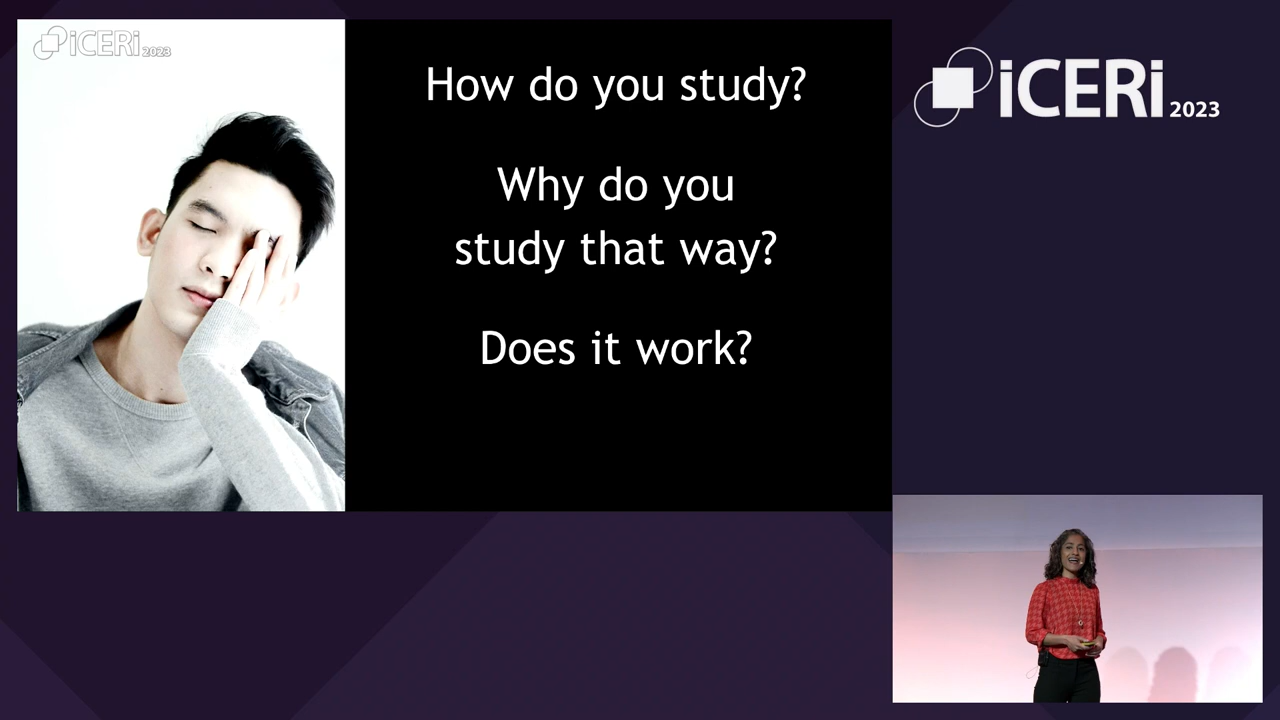 iCERi 2023
How do you study?
Why do you
study that way?
Does it work?
iCERi 2023